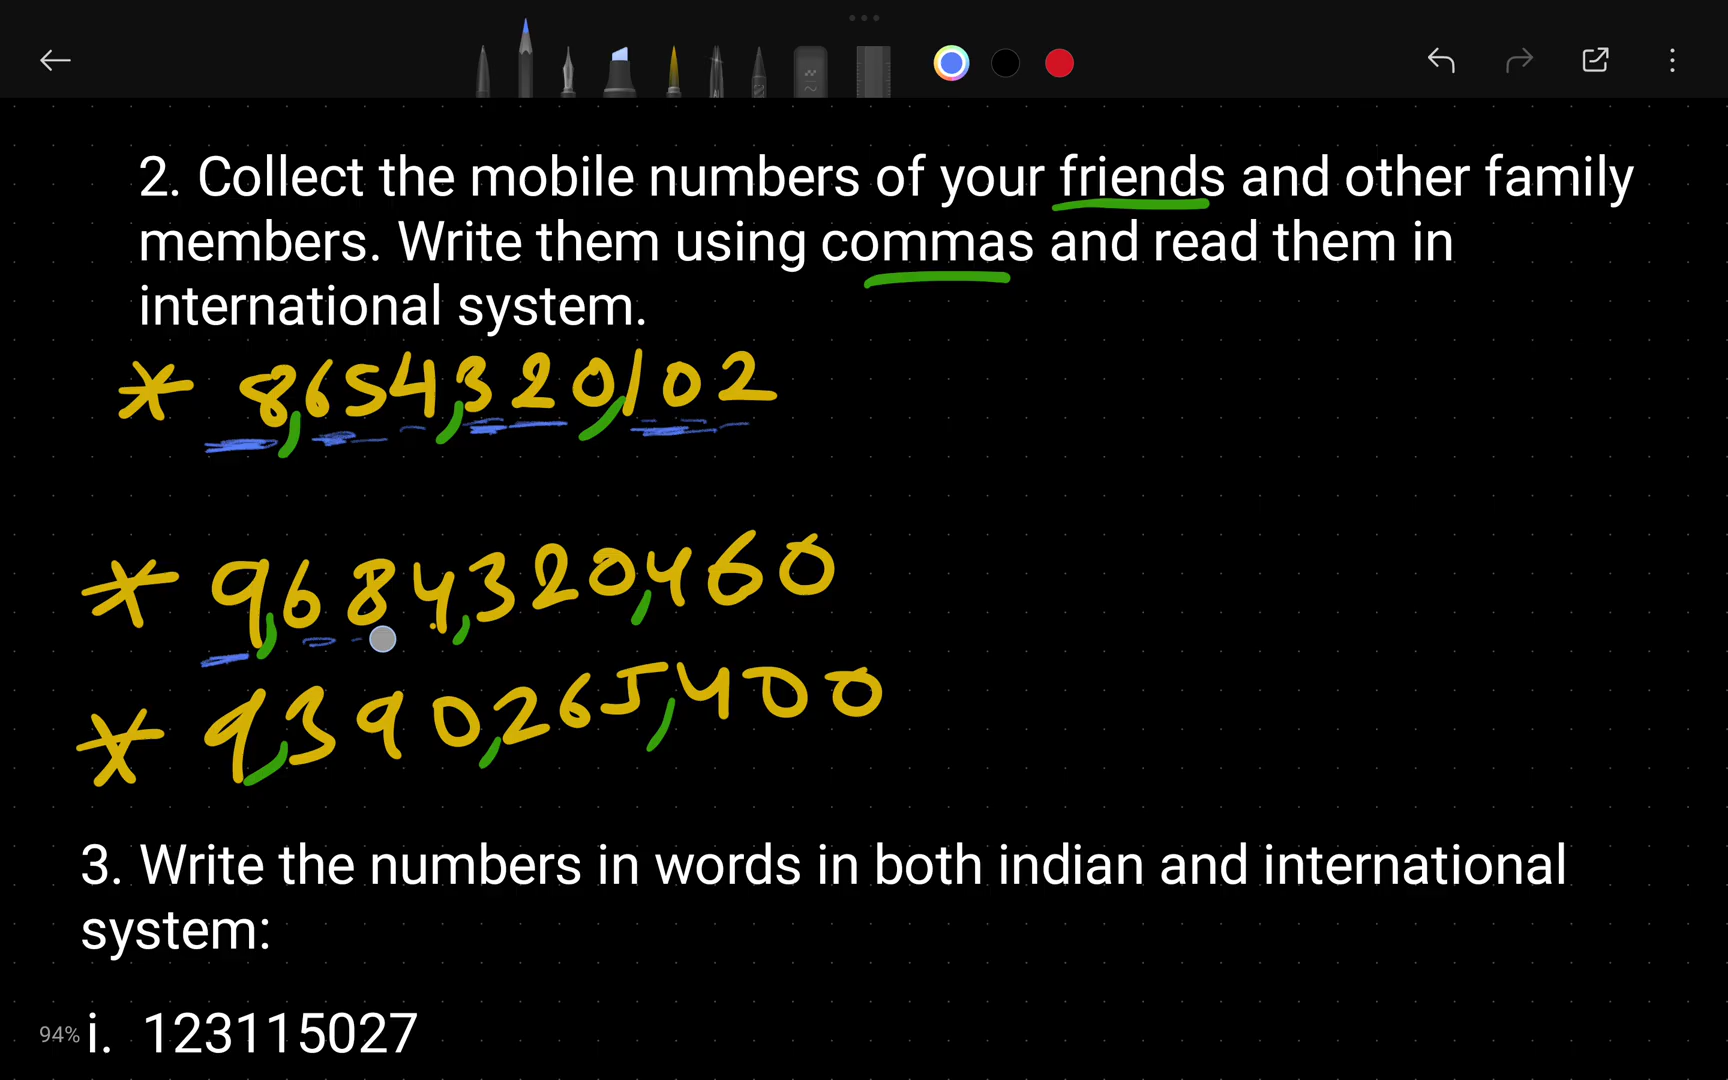 2. Collect the mobile numbers of your friends and other family
members. Write them using commas and read them in
international system.
* 8,654,320,102
* 9,684,320,460
* 9,390,265,400
3. Write the numbers in words in both indian and international
system:
94% i. 123115027